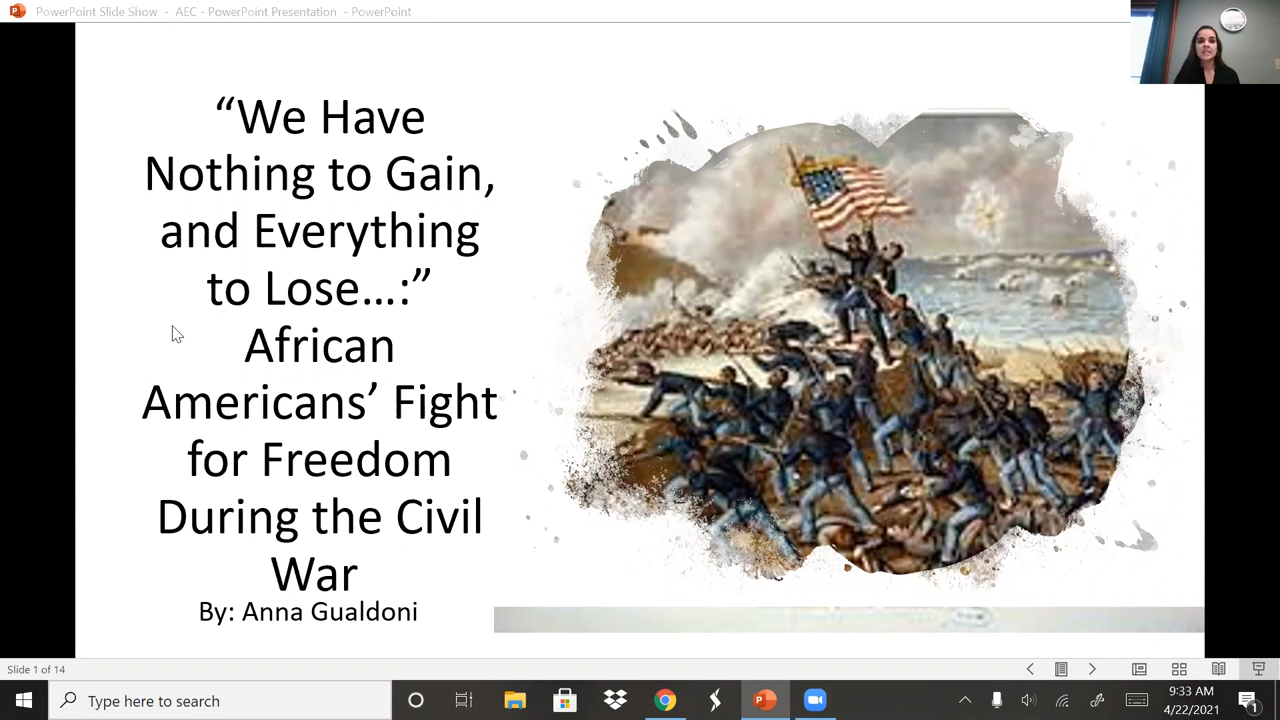 PowerPoint Slide Show - AEC - PowerPoint Presentation - PowerPoint
“We Have
Nothing to Gain,
and Everything
to Lose…:”
African
Americans’ Fight
for Freedom
During the Civil
War
By: Anna Gualdoni
Slide 1 of 14
Type here to search
9:33 AM
4/22/2021
1